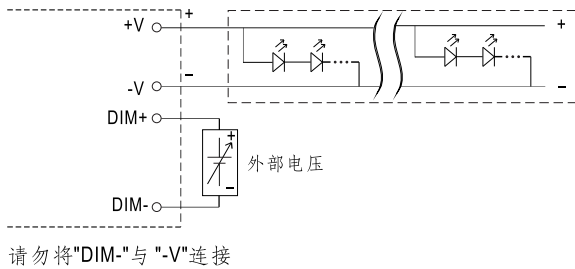 +V
+
-V
−
DIM+
+
−
外部电压
DIM-
+
−
请勿将"DIM-"与 "-V"连接